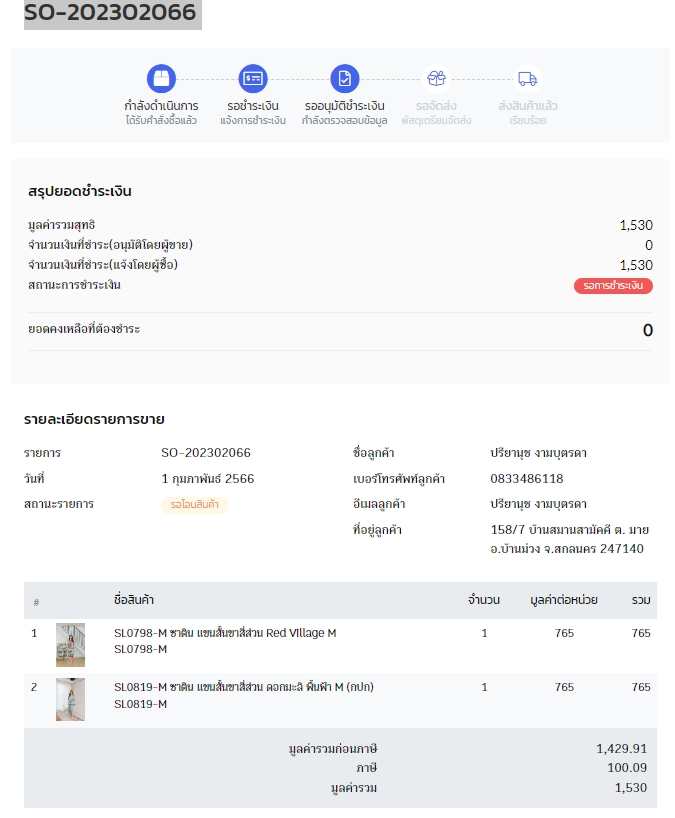 SO-202302066
กำลังดำเนินการ
ได้รับคำสั่งซื้อแล้ว
รอชำระเงิน
แจ้งการชำระเงิน
รออนุมัติชำระเงิน
กำลังตรวจสอบข้อมูล
รอจัดส่ง
พัสดุเตรียมจัดส่ง
ส่งสินค้าแล้ว
เรียบร้อย
สรุปยอดชำระเงิน
มูลค่ารวมสุทธิ 1,530
จำนวนเงินที่ชำระ(อนุมัติโดยผู้ขาย) 0
จำนวนเงินที่ชำระ(แจ้งโดยผู้ซื้อ) 1,530
สถานะการชำระเงิน รอการชำระเงิน
ยอดคงเหลือที่ต้องชำระ 0
รายละเอียดรายการขาย
รายการ SO-202302066 ชื่อลูกค้า ปรียานุช งามบุตรดา
วันที่ 1 กุมภาพันธ์ 2566 เบอร์โทรศัพท์ลูกค้า 0833486118
สถานะรายการ รอโอนสินค้า อีเมลลูกค้า ปรียานุช งามบุตรดา
ที่อยู่ลูกค้า 158/7 บ้านสมานสามัคคี ต. มาย
อ.บ้านม่วง จ.สกลนคร 247140
# ชื่อสินค้า จำนวน มูลค่าต่อหน่วย รวม
1 SL0798-M ซาติน แขนสั้นขาสี่ส่วน Red Village M 1 765 765
SL0798-M
2 SL0819-M ซาติน แขนสั้นขาสี่ส่วน ดอกมะลิ พื้นฟ้า M (กปก) 1 765 765
SL0819-M
มูลค่ารวมก่อนภาษี 1,429.91
ภาษี 100.09
มูลค่ารวม 1,530